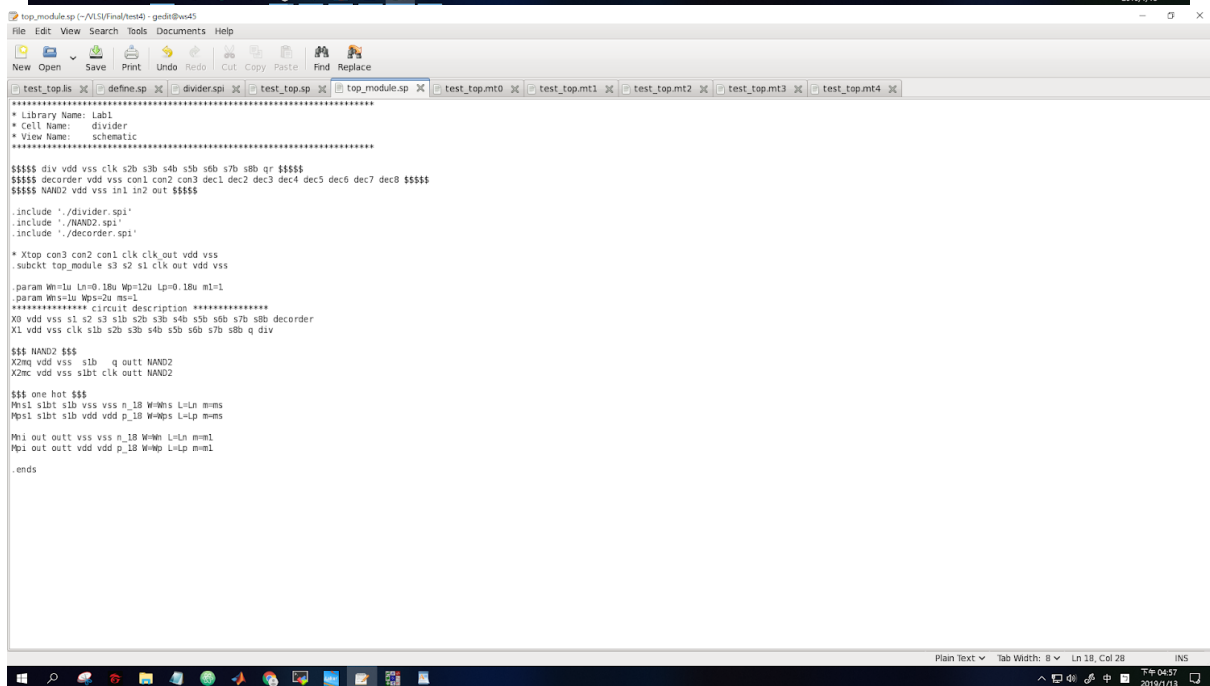 top_module.sp (~/VLSI/Final/test4) - gedit@ws45
File Edit View Search Tools Documents Help
New Open Save Print Undo Redo Cut Copy Paste Find Replace
test_top.lis define.sp divider.spi test_top.sp top_module.sp test_top.mt0 test_top.mt1 test_top.mt2 test_top.mt3 test_top.mt4
************************************************************************
* Library Name: Lab1
* Cell Name: divider
* View Name: schematic
************************************************************************
$$$$$ div vdd vss clk s2b s3b s4b s5b s6b s7b s8b qr $$$$$
$$$$$ decorder vdd vss con1 con2 con3 dec1 dec2 dec3 dec4 dec5 dec6 dec7 dec8 $$$$$
$$$$$ NAND2 vdd vss in1 in2 out $$$$$
.include './divider.spi'
.include './NAND2.spi'
.include './decorder.spi'
* Xtop con3 con2 con1 clk clk_out vdd vss
.subckt top_module s3 s2 s1 clk out vdd vss
.param Wn=1u Ln=0.18u Wp=12u Lp=0.18u m1=1
.param Wns=1u Wps=2u ms=1
*************** circuit description ***************
X0 vdd vss s1 s2 s3 s1b s2b s3b s4b s5b s6b s7b s8b decorder
X1 vdd vss clk s1b s2b s3b s4b s5b s6b s7b s8b q div
$$$ NAND2 $$$
X2mq vdd vss s1b q outt NAND2
X2mc vdd vss s1bt clk outt NAND2
$$$ one hot $$$
Mns1 s1bt s1b vss vss n_18 W=Wns L=Ln m=ms
Mps1 s1bt s1b vdd vdd p_18 W=Wps L=Lp m=ms
Mni out outt vss vss n_18 W=Wn L=Ln m=m1
Mpi out outt vdd vdd p_18 W=Wp L=Lp m=m1
.ends
Plain Text Tab Width: 8 Ln 18, Col 28 INS
中
下午 04:57
2019/1/13